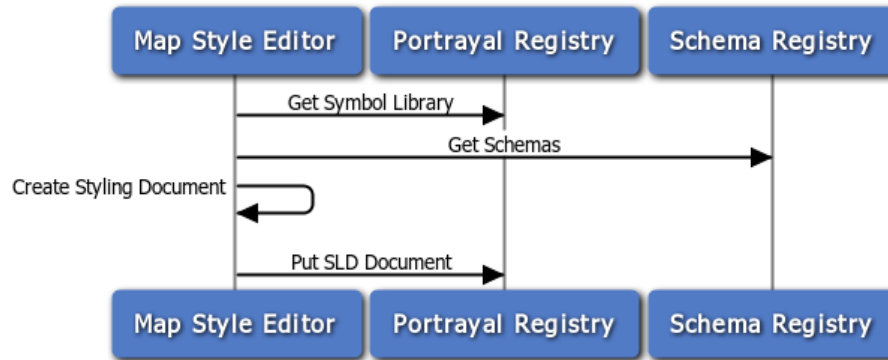 Map Style Editor
Portrayal Registry
Schema Registry
Get Symbol Library
Get Schemas
Create Styling Document
Put SLD Document
Map Style Editor
Portrayal Registry
Schema Registry